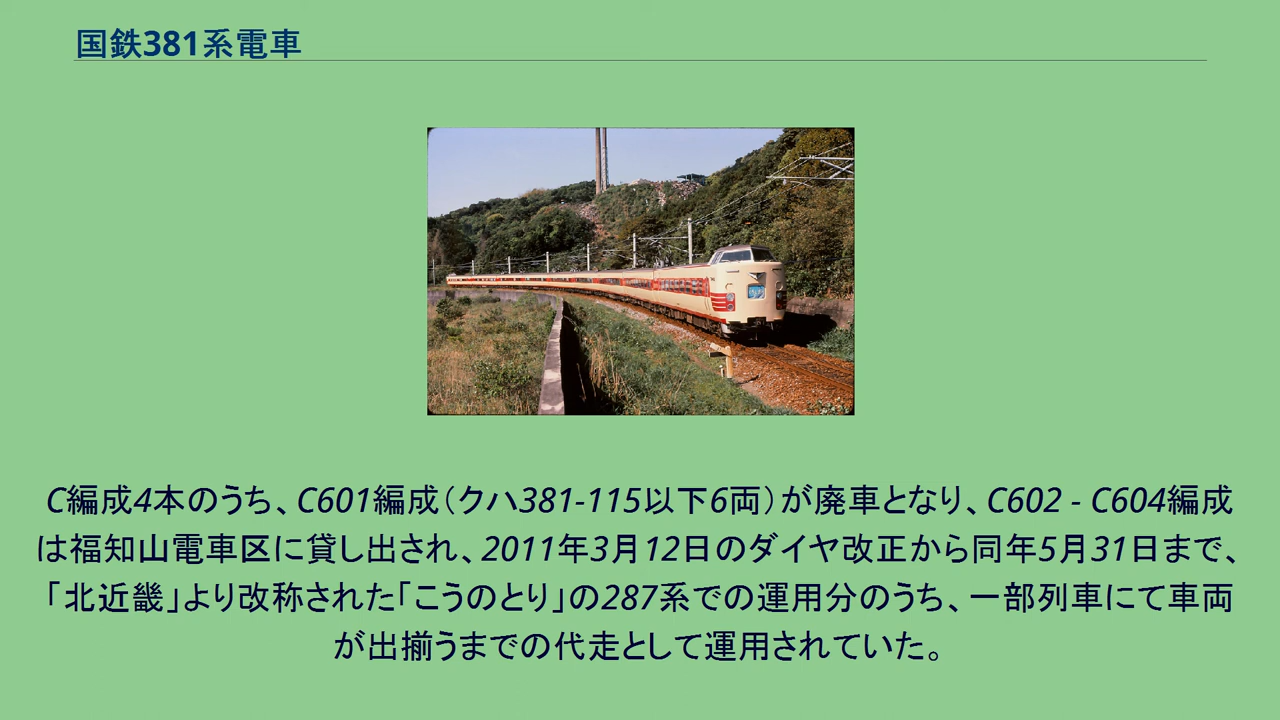 国鉄381系電車
C編成4本のうち、C601編成（クハ381-115以下6両）が廃車となり、C602 - C604編成
は福知山電車区に貸し出され、2011年3月12日のダイヤ改正から同年5月31日まで、
「北近畿」より改称された「こうのとり」の287系での運用分のうち、一部列車にて車両
が出揃うまでの代走として運用されていた。